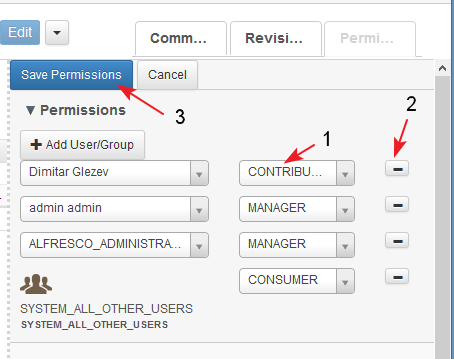 Edit
Comm...
Revisi...
Permi...
Save Permissions
Cancel
3
▼ Permissions
+ Add User/Group
1
2
Dimitar Glezev
CONTRIBU...
admin admin
MANAGER
ALFRESCO_ADMINISTRA...
MANAGER
CONSUMER
SYSTEM_ALL_OTHER_USERS
SYSTEM_ALL_OTHER_USERS